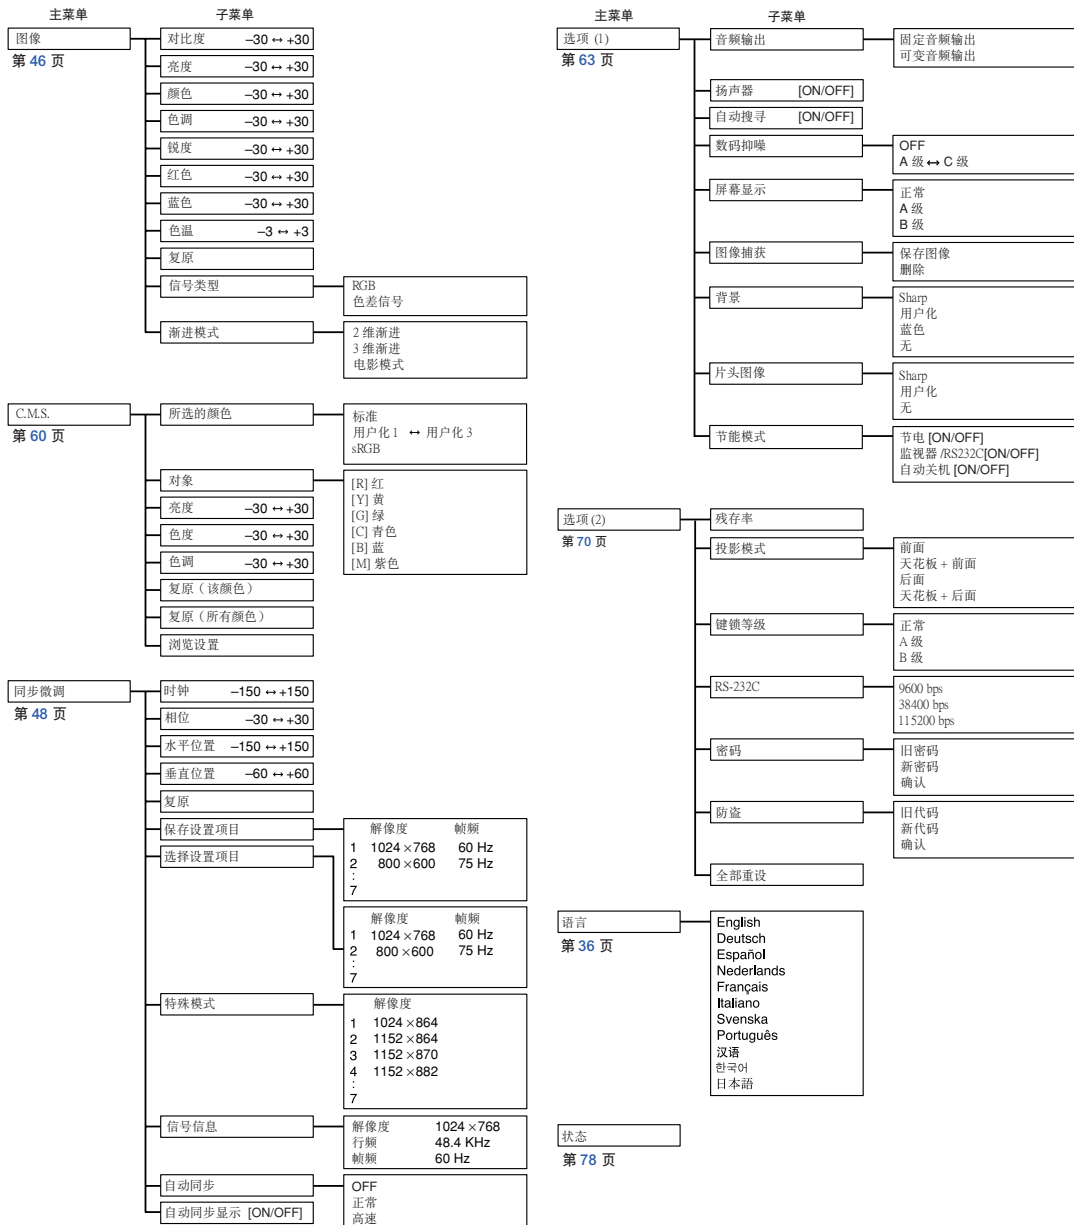 主菜单 子菜单
图像
第 46 页
对比度 –30 ↔ +30
亮度 –30 ↔ +30
颜色 –30 ↔ +30
色调 –30 ↔ +30
锐度 –30 ↔ +30
红色 –30 ↔ +30
蓝色 –30 ↔ +30
色温 –3 ↔ +3
复原
信号类型
RGB
色差信号
渐进模式
2 维渐进
3 维渐进
电影模式
C.M.S.
第 60 页
所选的颜色
标准
用户化 1 ↔ 用户化 3
sRGB
对象
[R] 红
[Y] 黄
[G] 绿
[C] 青色
[B] 蓝
[M] 紫色
亮度 –30 ↔ +30
色度 –30 ↔ +30
色调 –30 ↔ +30
复原（该颜色）
复原（所有颜色）
浏览设置
同步微调
第 48 页
时钟 –150 ↔ +150
相位 –30 ↔ +30
水平位置 –150 ↔ +150
垂直位置 –60 ↔ +60
复原
保存设置项目
解像度 帧频
1 1024 × 768 60 Hz
2 800 × 600 75 Hz
:
7
选择设置项目
解像度 帧频
1 1024 × 768 60 Hz
2 800 × 600 75 Hz
:
7
特殊模式
解像度
1 1024 × 864
2 1152 × 864
3 1152 × 870
4 1152 × 882
:
7
信号信息
解像度 1024 × 768
行频 48.4 KHz
帧频 60 Hz
自动同步
OFF
正常
高速
自动同步显示 [ON/OFF]
主菜单 子菜单
选项 (1)
第 63 页
音频输出
固定音频输出
可变音频输出
扬声器 [ON/OFF]
自动搜寻 [ON/OFF]
数码抑噪
OFF
A 级 ↔ C 级
屏幕显示
正常
A 级
B 级
图像捕获
保存图像
删除
背景
Sharp
用户化
蓝色
无
片头图像
Sharp
用户化
无
节能模式
节电 [ON/OFF]
监视器 /RS232C[ON/OFF]
自动关机 [ON/OFF]
选项 (2)
第 70 页
残存率
投影模式
前面
天花板 + 前面
后面
天花板 + 后面
键锁等级
正常
A 级
B 级
RS-232C
9600 bps
38400 bps
115200 bps
密码
旧密码
新密码
确认
防盗
旧代码
新代码
确认
全部重设
语言
第 36 页
English
Deutsch
Español
Nederlands
Français
Italiano
Svenska
Português
汉语
한국어
日本語
状态
第 78 页